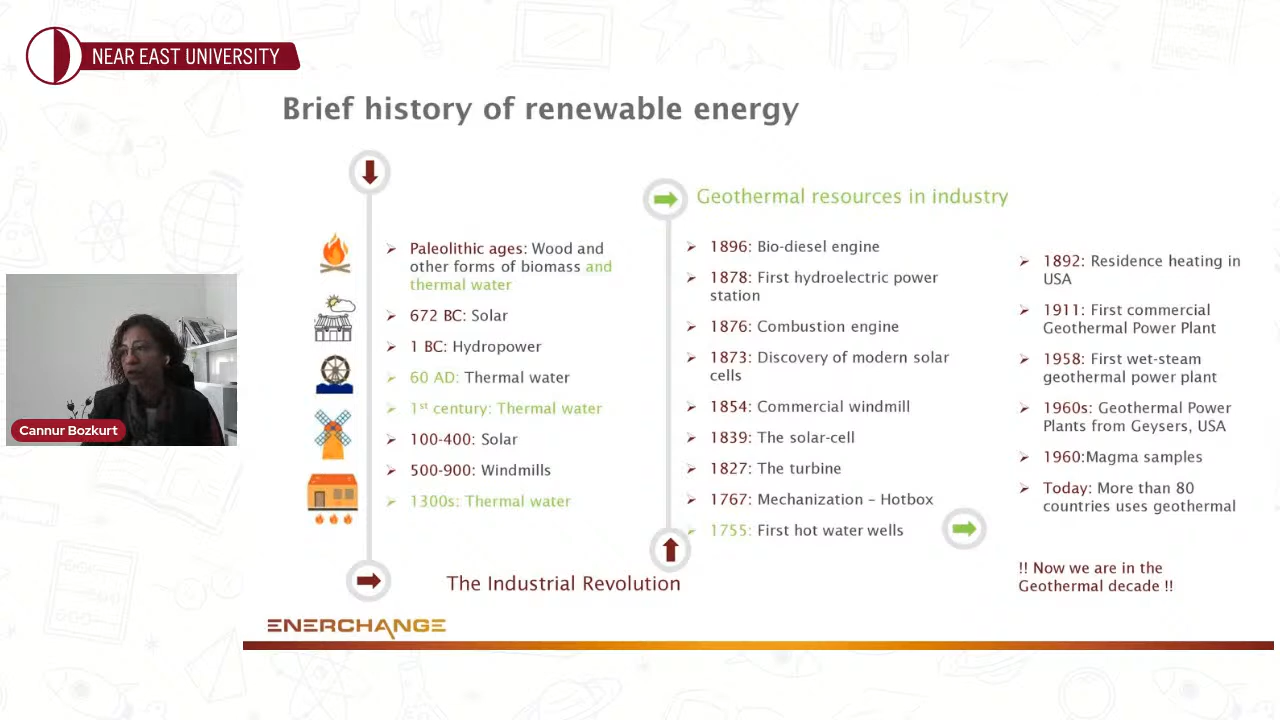 NEAR EAST UNIVERSITY
Brief history of renewable energy
Paleolithic ages: Wood and
other forms of biomass and
thermal water
672 BC: Solar
1 BC: Hydropower
60 AD: Thermal water
1st century: Thermal water
100-400: Solar
500-900: Windmills
1300s: Thermal water
The Industrial Revolution
Geothermal resources in industry
1896: Bio-diesel engine
1878: First hydroelectric power
station
1876: Combustion engine
1873: Discovery of modern solar
cells
1854: Commercial windmill
1839: The solar-cell
1827: The turbine
1767: Mechanization – Hotbox
1755: First hot water wells
1892: Residence heating in
USA
1911: First commercial
Geothermal Power Plant
1958: First wet-steam
geothermal power plant
1960s: Geothermal Power
Plants from Geysers, USA
1960:Magma samples
Today: More than 80
countries uses geothermal
!! Now we are in the
Geothermal decade !!
Cannur Bozkurt
ENERCHANGE